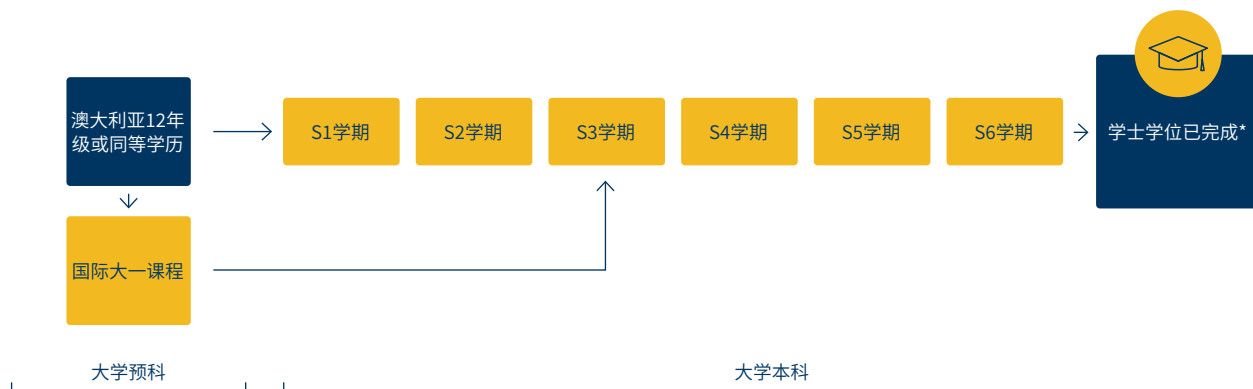 澳大利亚12年
级或同等学历
S1学期
S2学期
S3学期
S4学期
S5学期
S6学期
学士学位已完成*
国际大一课程
大学预科
大学本科